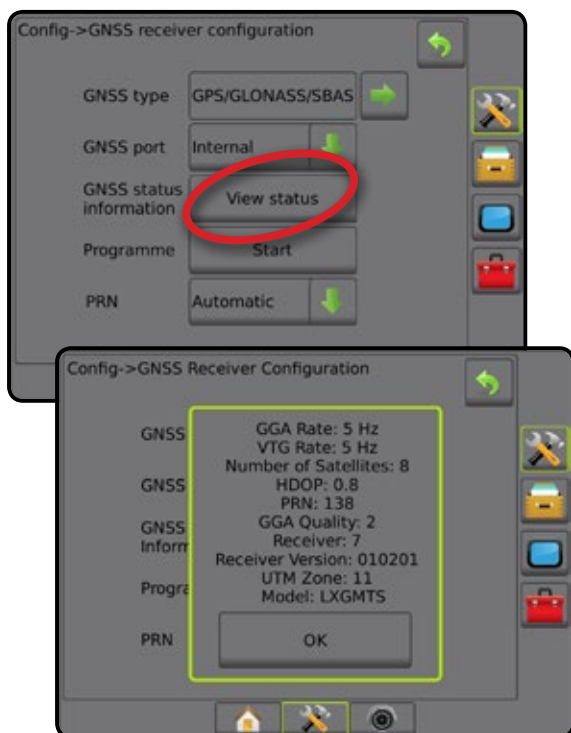 Config->GNSS receiver configuration
GNSS type GPS/GLONASS/SBAS
GNSS port Internal
GNSS status
information View status
Programme Start
PRN Automatic
Config->GNSS Receiver Configuration
GNSS
GNSS
GNSS
Inform
Progra
PRN
GGA Rate: 5 Hz
VTG Rate: 5 Hz
Number of Satellites: 8
HDOP: 0.8
PRN: 138
GGA Quality: 2
Receiver: 7
Receiver Version: 010201
UTM Zone: 11
Model: LXGMTS
OK